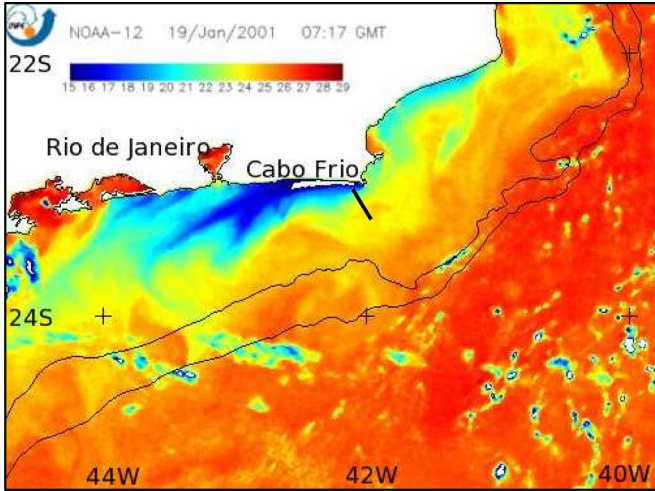 INPE NOAA-12 19/Jan/2001 07:17 GMT
22S
15 16 17 18 19 20 21 22 23 24 25 26 27 28 29
Rio de Janeiro
Cabo Frio
24S
44W 42W 40W